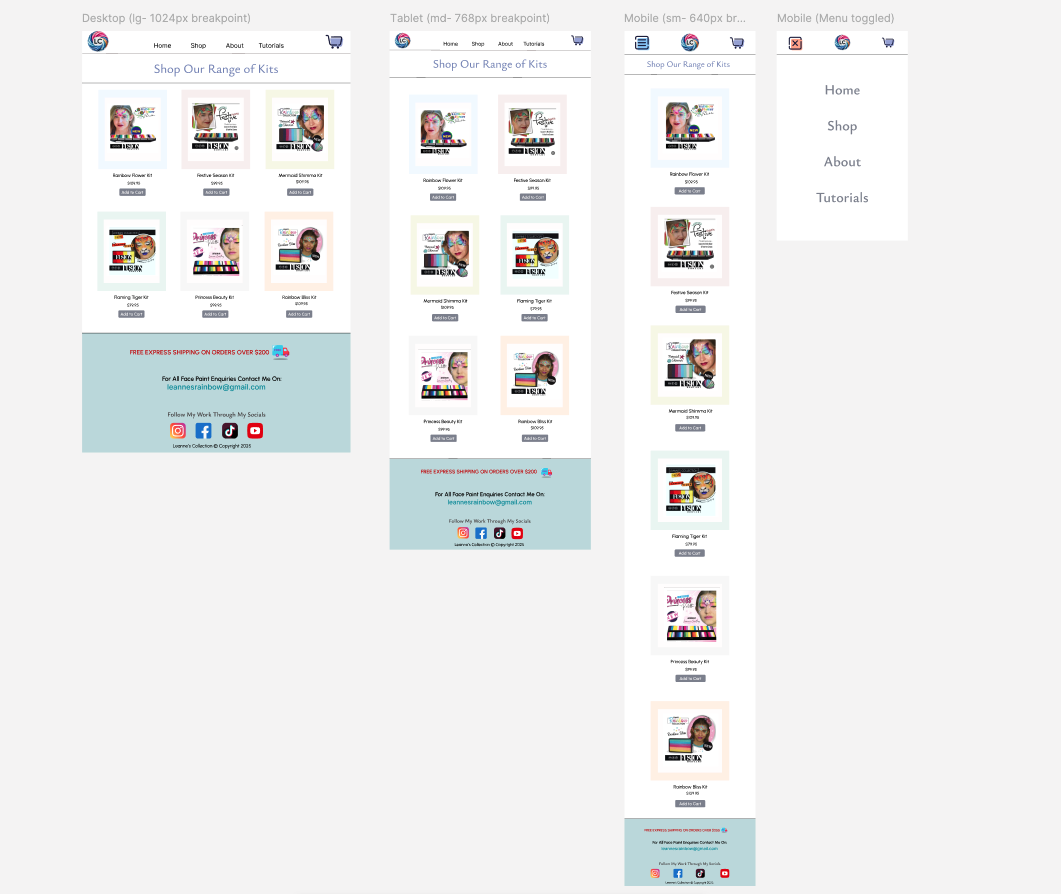 Desktop (lg- 1024px breakpoint)
LC
Home Shop About Tutorials
Shop Our Range of Kits
Rainbow Flower Kit
$109.95
Add to Cart
Festive Season Kit
$99.95
Add to Cart
Mermaid Shimma Kit
$109.95
Add to Cart
Flaming Tiger Kit
$79.95
Add to Cart
Princess Beauty Kit
$99.95
Add to Cart
Rainbow Bliss Kit
$109.95
Add to Cart
FREE EXPRESS SHIPPING ON ORDERS OVER $200
For All Face Paint Enquiries Contact Me On:
leannesrainbow@gmail.com
Follow My Work Through My Socials
Leanne's Collection © Copyright 2025
Tablet (md- 768px breakpoint)
LC
Home Shop About Tutorials
Shop Our Range of Kits
Rainbow Flower Kit
$109.95
Add to Cart
Festive Season Kit
$99.95
Add to Cart
Mermaid Shimma Kit
$109.95
Add to Cart
Flaming Tiger Kit
$79.95
Add to Cart
Princess Beauty Kit
$99.95
Add to Cart
Rainbow Bliss Kit
$109.95
Add to Cart
FREE EXPRESS SHIPPING ON ORDERS OVER $200
For All Face Paint Enquiries Contact Me On:
leannesrainbow@gmail.com
Follow My Work Through My Socials
Leanne's Collection © Copyright 2025
Mobile (sm- 640px br...
LC
Shop Our Range of Kits
Rainbow Flower Kit
$109.95
Add to Cart
Festive Season Kit
$99.95
Add to Cart
Mermaid Shimma Kit
$109.95
Add to Cart
Flaming Tiger Kit
$79.95
Add to Cart
Princess Beauty Kit
$99.95
Add to Cart
Rainbow Bliss Kit
$109.95
Add to Cart
FREE EXPRESS SHIPPING ON ORDERS OVER $200
For All Face Paint Enquiries Contact Me On:
leannesrainbow@gmail.com
Follow My Work Through My Socials
Leanne's Collection © Copyright 2025
Mobile (Menu toggled)
LC
Home
Shop
About
Tutorials